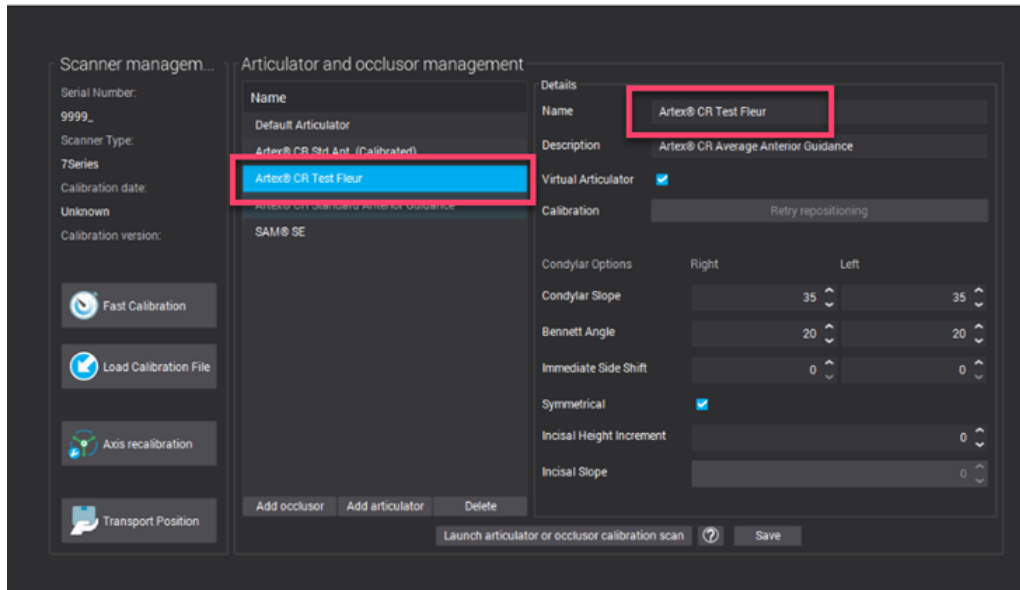 Scanner managem...
Serial Number:
9999_
Scanner Type:
7Series
Calibration date:
Unknown
Calibration version:
Fast Calibration
Load Calibration File
Axis recalibration
Transport Position
Articulator and occlusor management
Name
Default Articulator
Artex® CR Std Ant. (Calibrated)
Artex® CR Test Fleur
Artex® CR Standard Anterior Guidance
SAM® SE
Add occlusor Add articulator Delete
Details
Name Artex® CR Test Fleur
Description Artex® CR Average Anterior Guidance
Virtual Articulator
Calibration Retry repositioning
Condylar Options Right Left
Condylar Slope 35 35
Bennett Angle 20 20
Immediate Side Shift 0 0
Symmetrical
Incisal Height Increment 0
Incisal Slope 0
Launch articulator or occlusor calibration scan ? Save